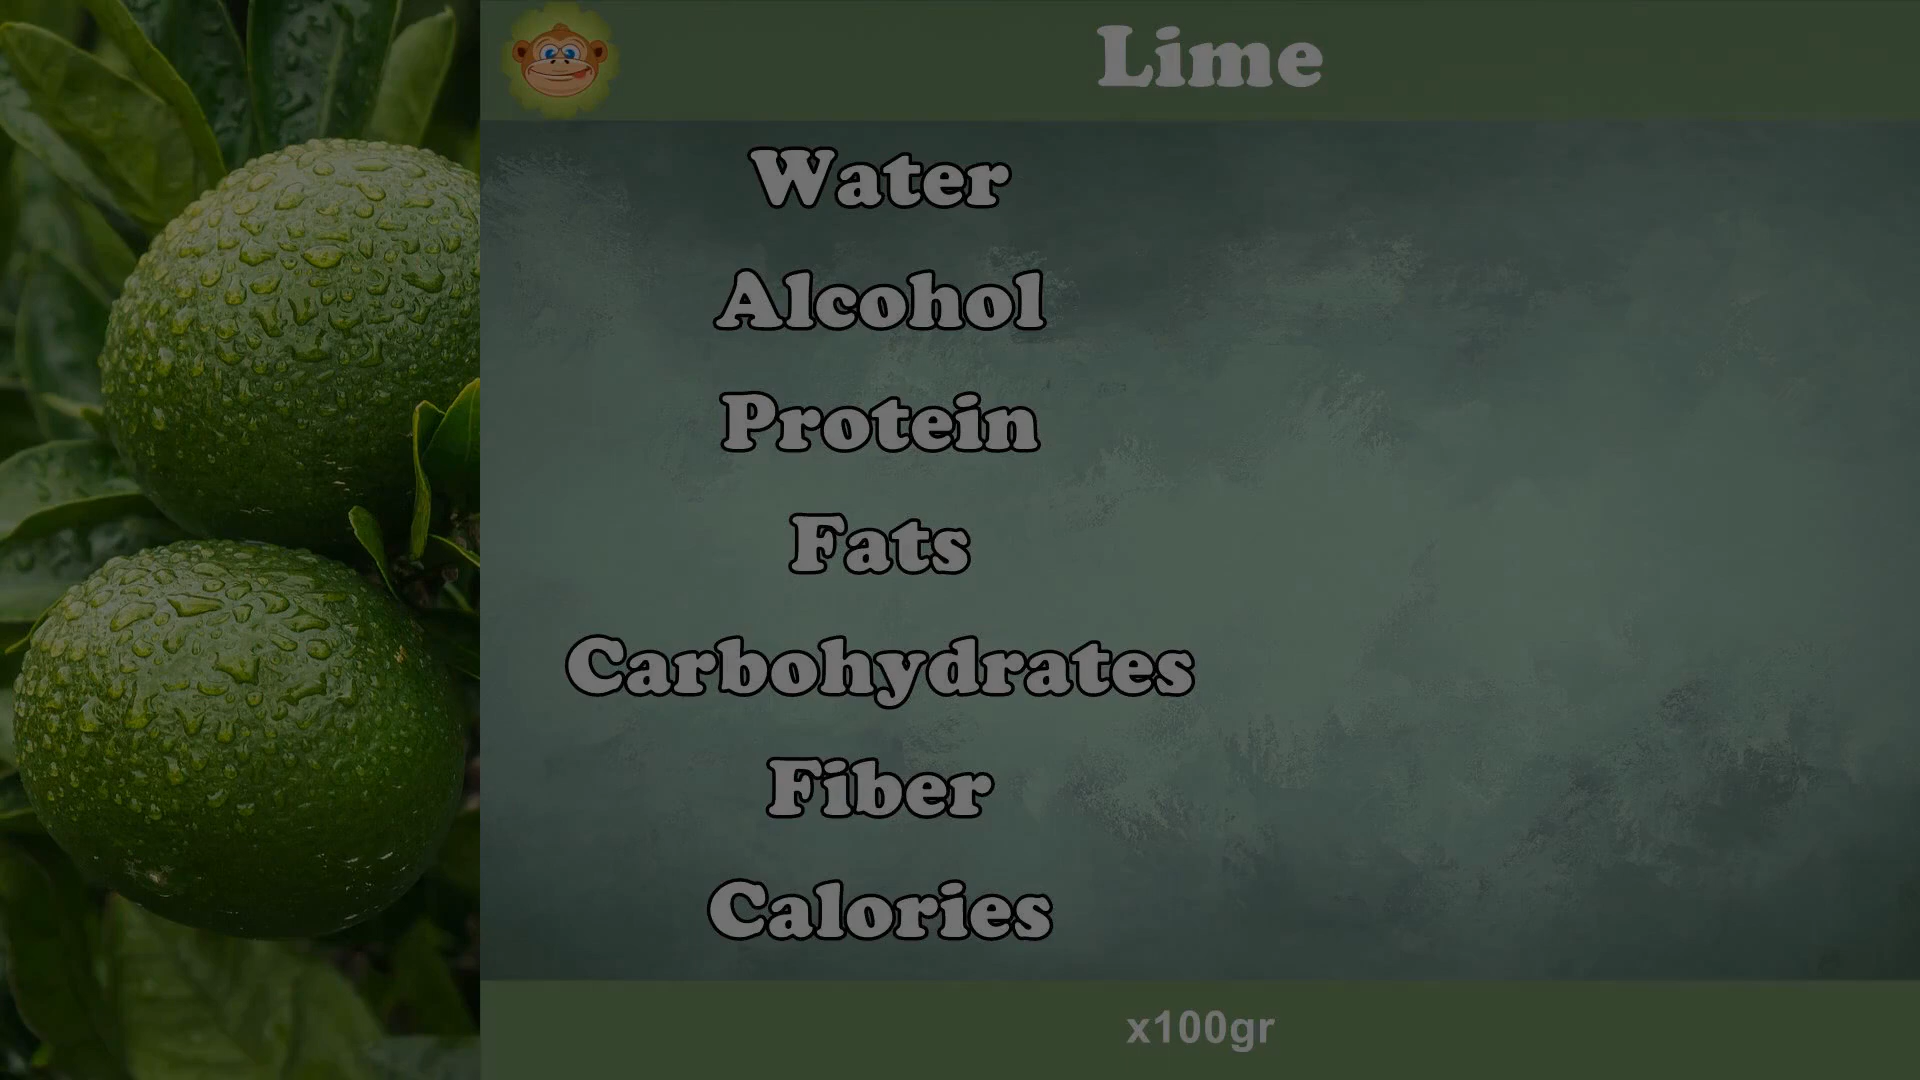 Lime
Water
Alcohol
Protein
Fats
Carbohydrates
Fiber
Calories
x100gr